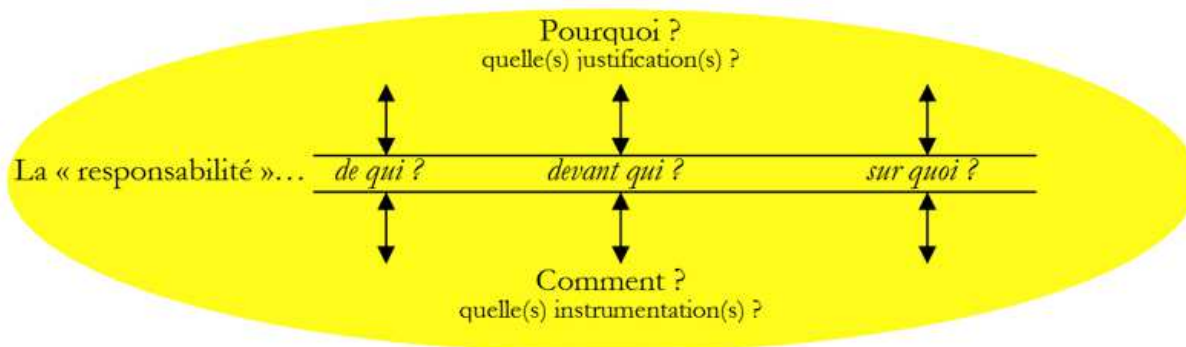 Pourquoi ?
quelle(s) justification(s) ?
La « responsabilité »… de qui ? devant qui ? sur quoi ?
Comment ?
quelle(s) instrumentation(s) ?